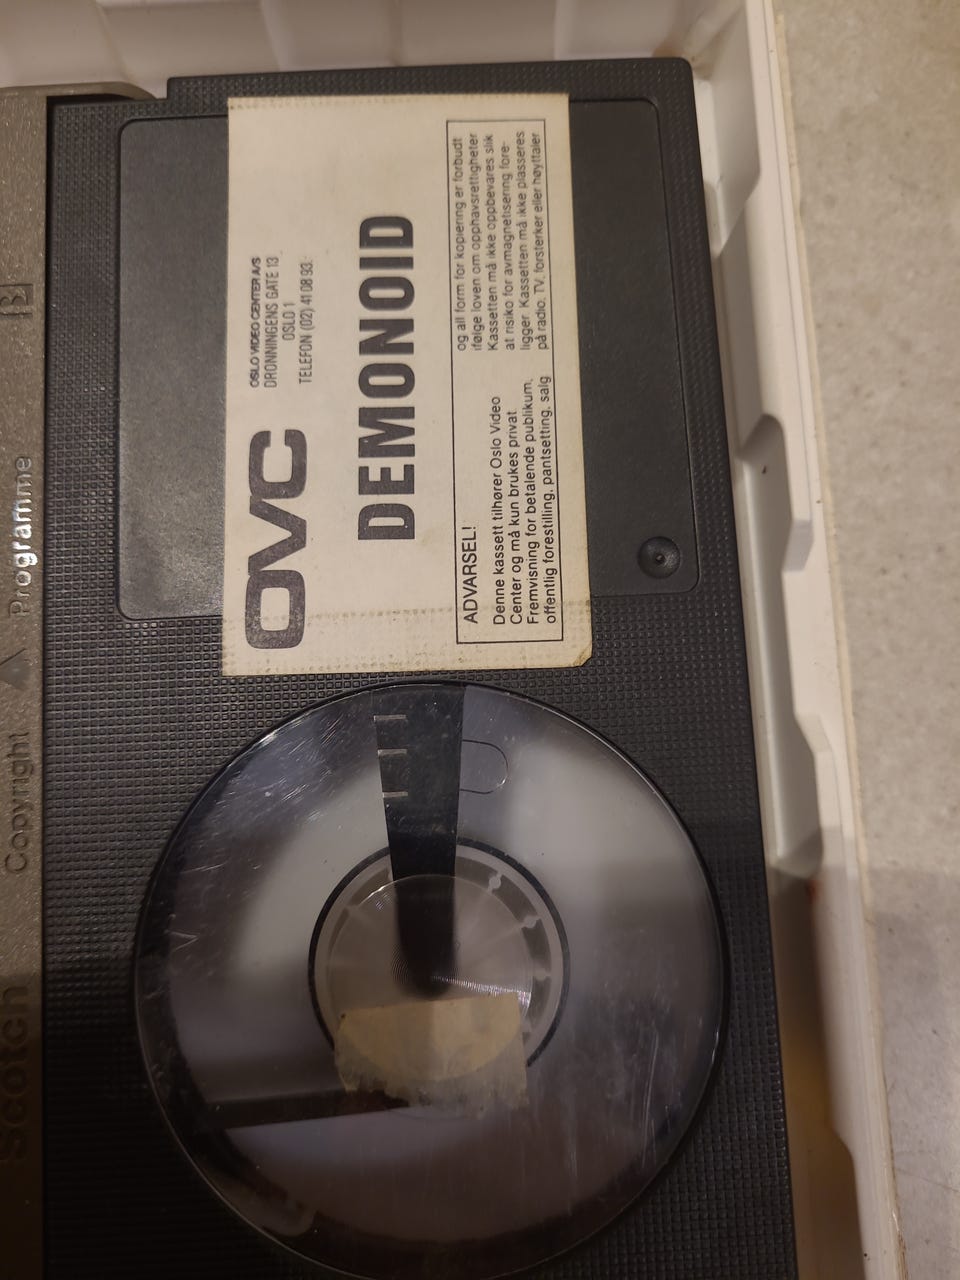 OVC
OSLO VIDEO CENTER A/S
DRONNINGENS GATE 13
OSLO 1
TELEFON (02) 41 08 93
DEMONOID
ADVARSEL!
Denne kassett tilhører Oslo Video
Center og må kun brukes privat.
Fremvisning for betalende publikum,
offentlig forestilling, pantsetting, salg
og all form for kopiering er forbudt
ifølge loven om opphavsrettigheter
Kassetten må ikke oppbevares slik
at risiko for avmagnetisering fore-
ligger. Kassetten må ikke plasseres
på radio, TV, forsterker eller høyttaler
Scotch Copyright Programme